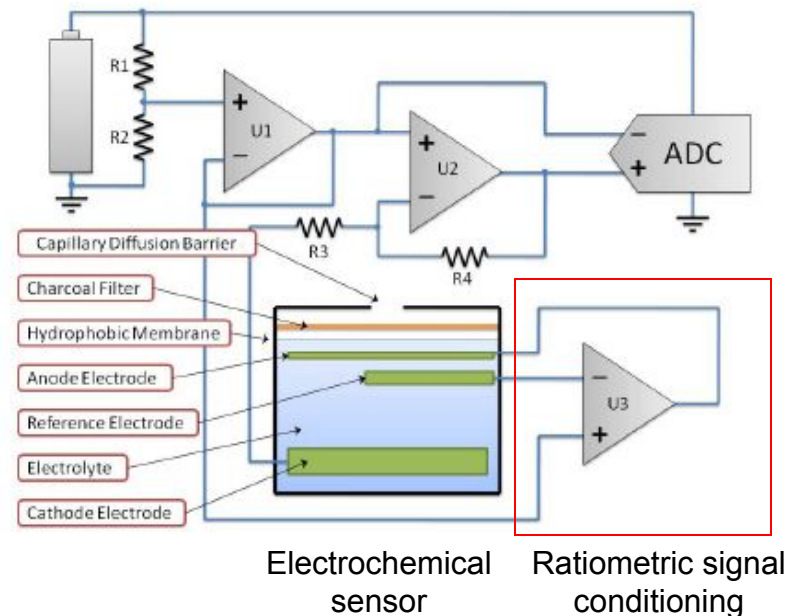 R1
+
R2
U1
−
+
U2
−
−
+
ADC
R3
R4
Capillary Diffusion Barrier
Charcoal Filter
Hydrophobic Membrane
Anode Electrode
Reference Electrode
Electrolyte
Cathode Electrode
−
U3
+
Electrochemical
sensor
Ratiometric signal
conditioning